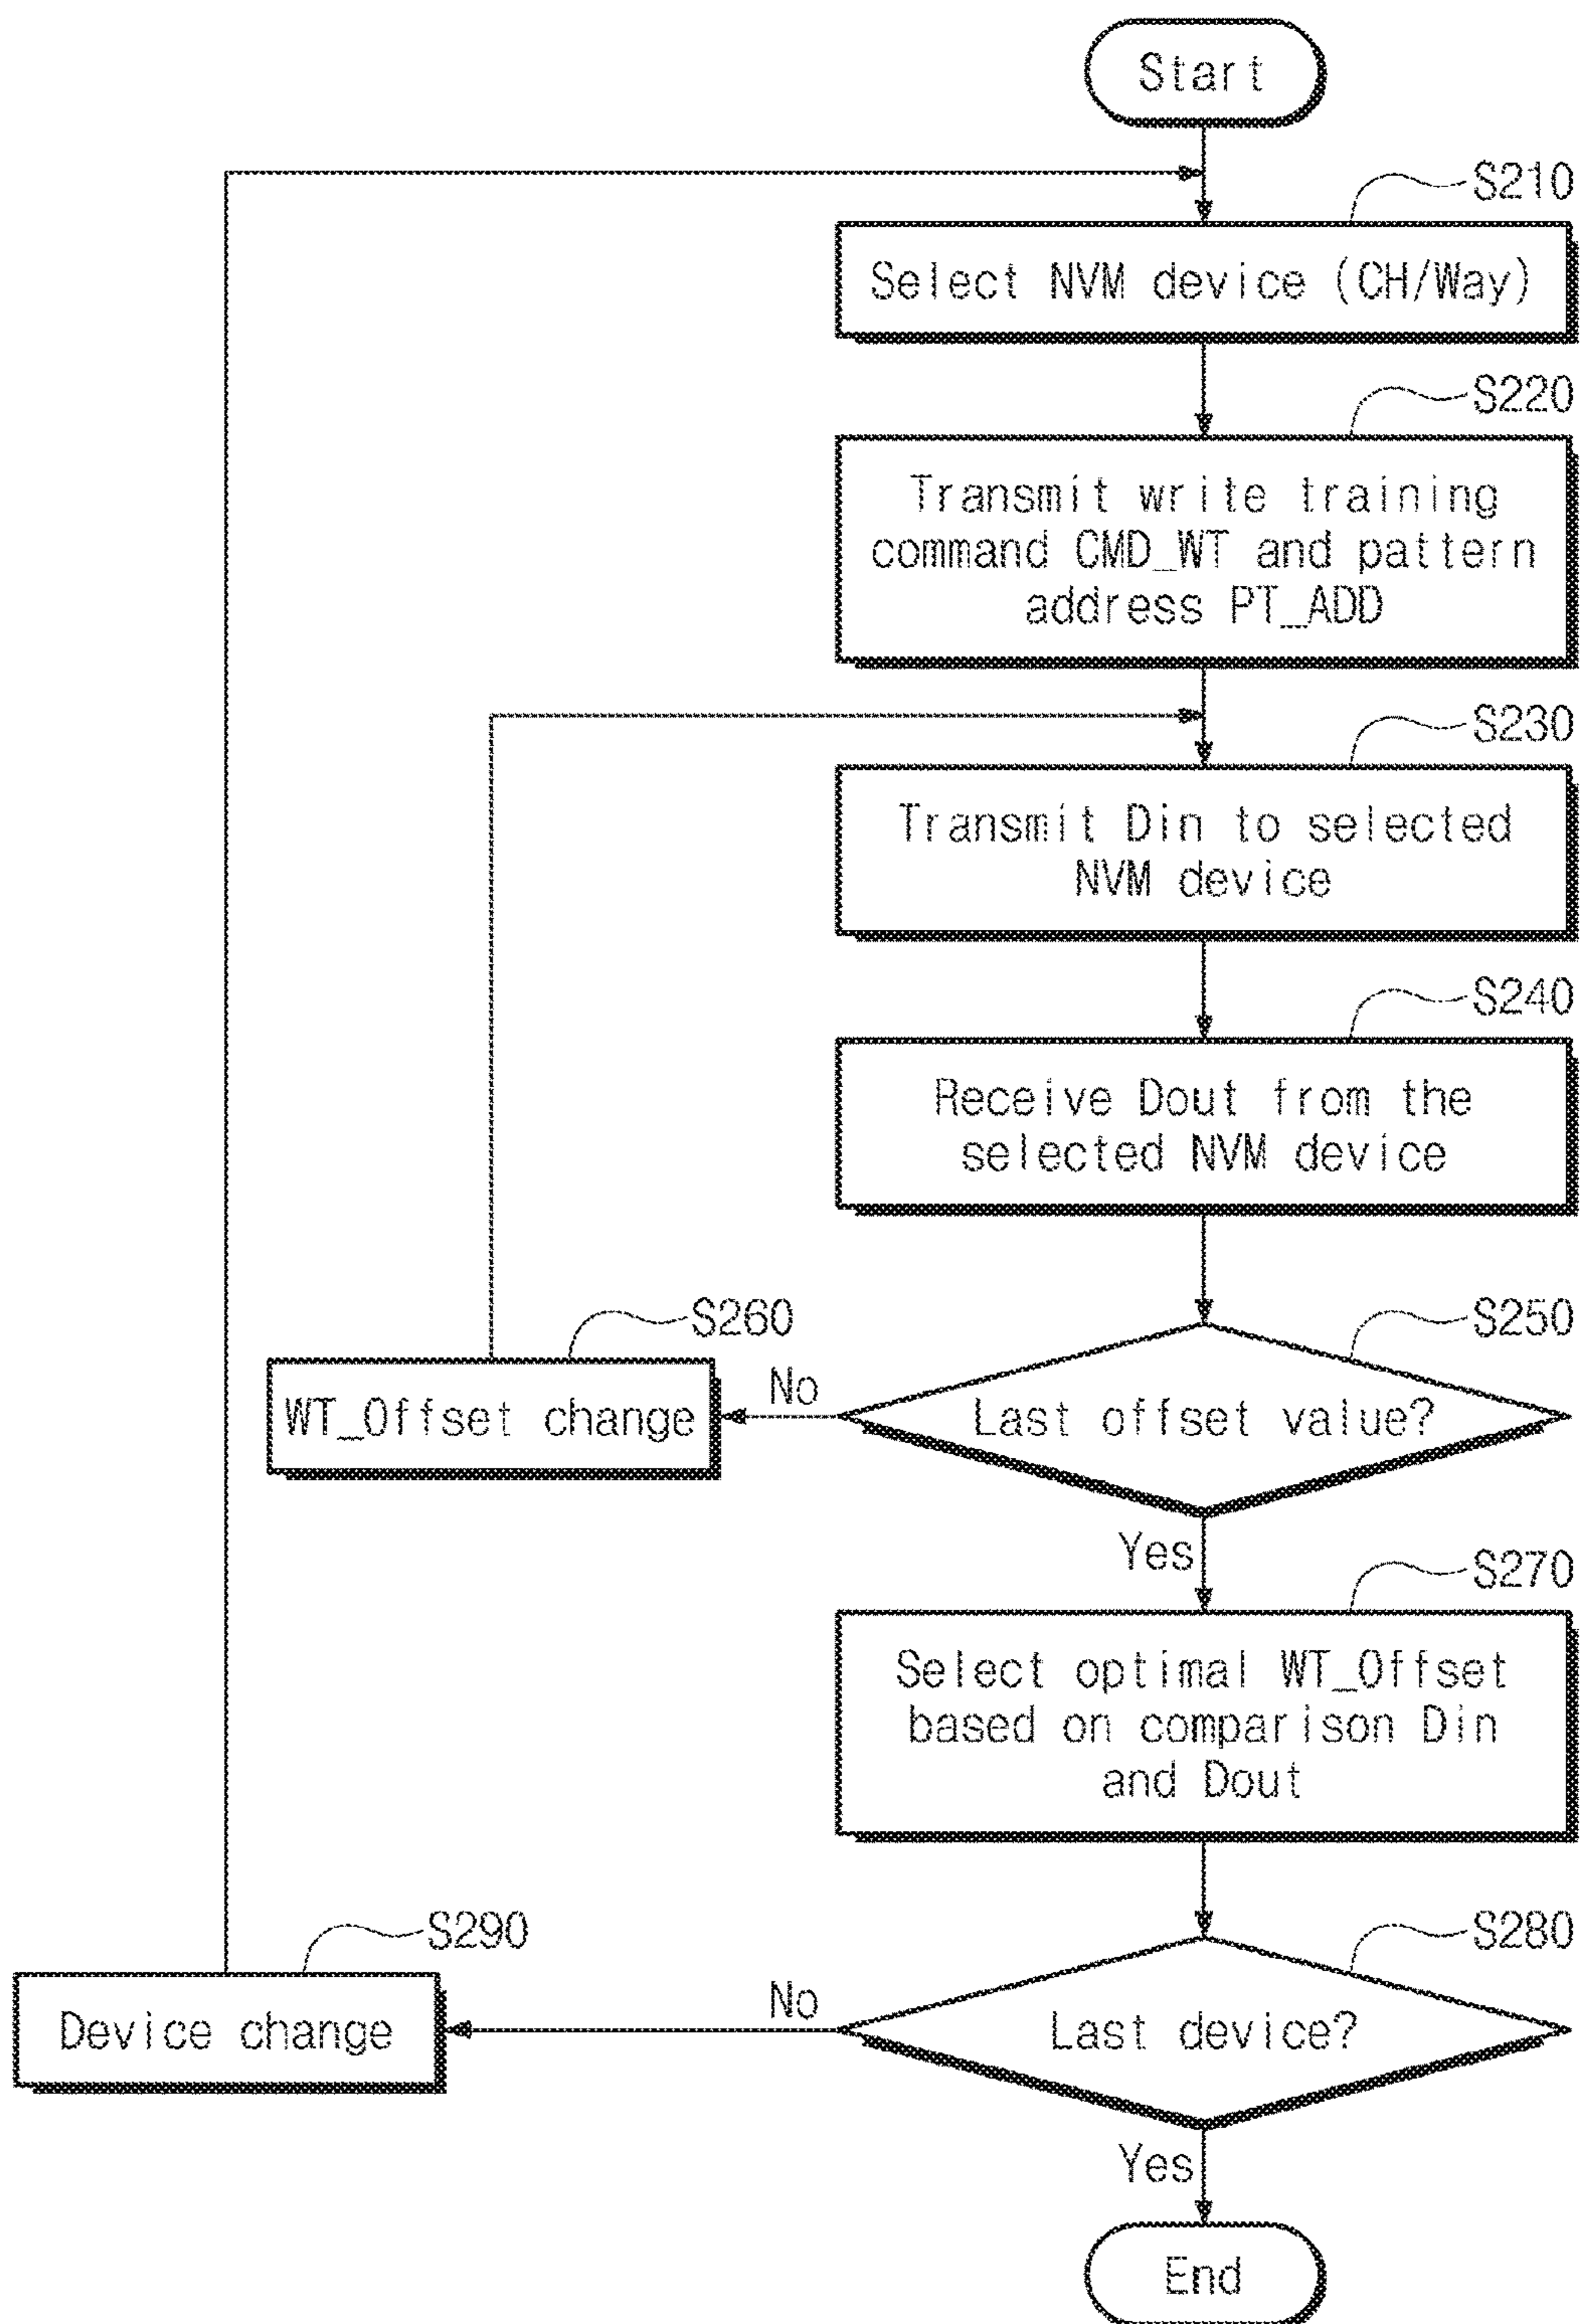 Start
S210
Select NVM device (CH/Way)
S220
Transmit write training
command CMD_WT and pattern
address PT_ADD
S230
Transmit Din to selected
NVM device
S240
Receive Dout from the
selected NVM device
S260
S250
WT_Offset change
No
Last offset value?
Yes
S270
Select optimal WT_Offset
based on comparison Din
and Dout
S290
S280
Device change
No
Last device?
Yes
End